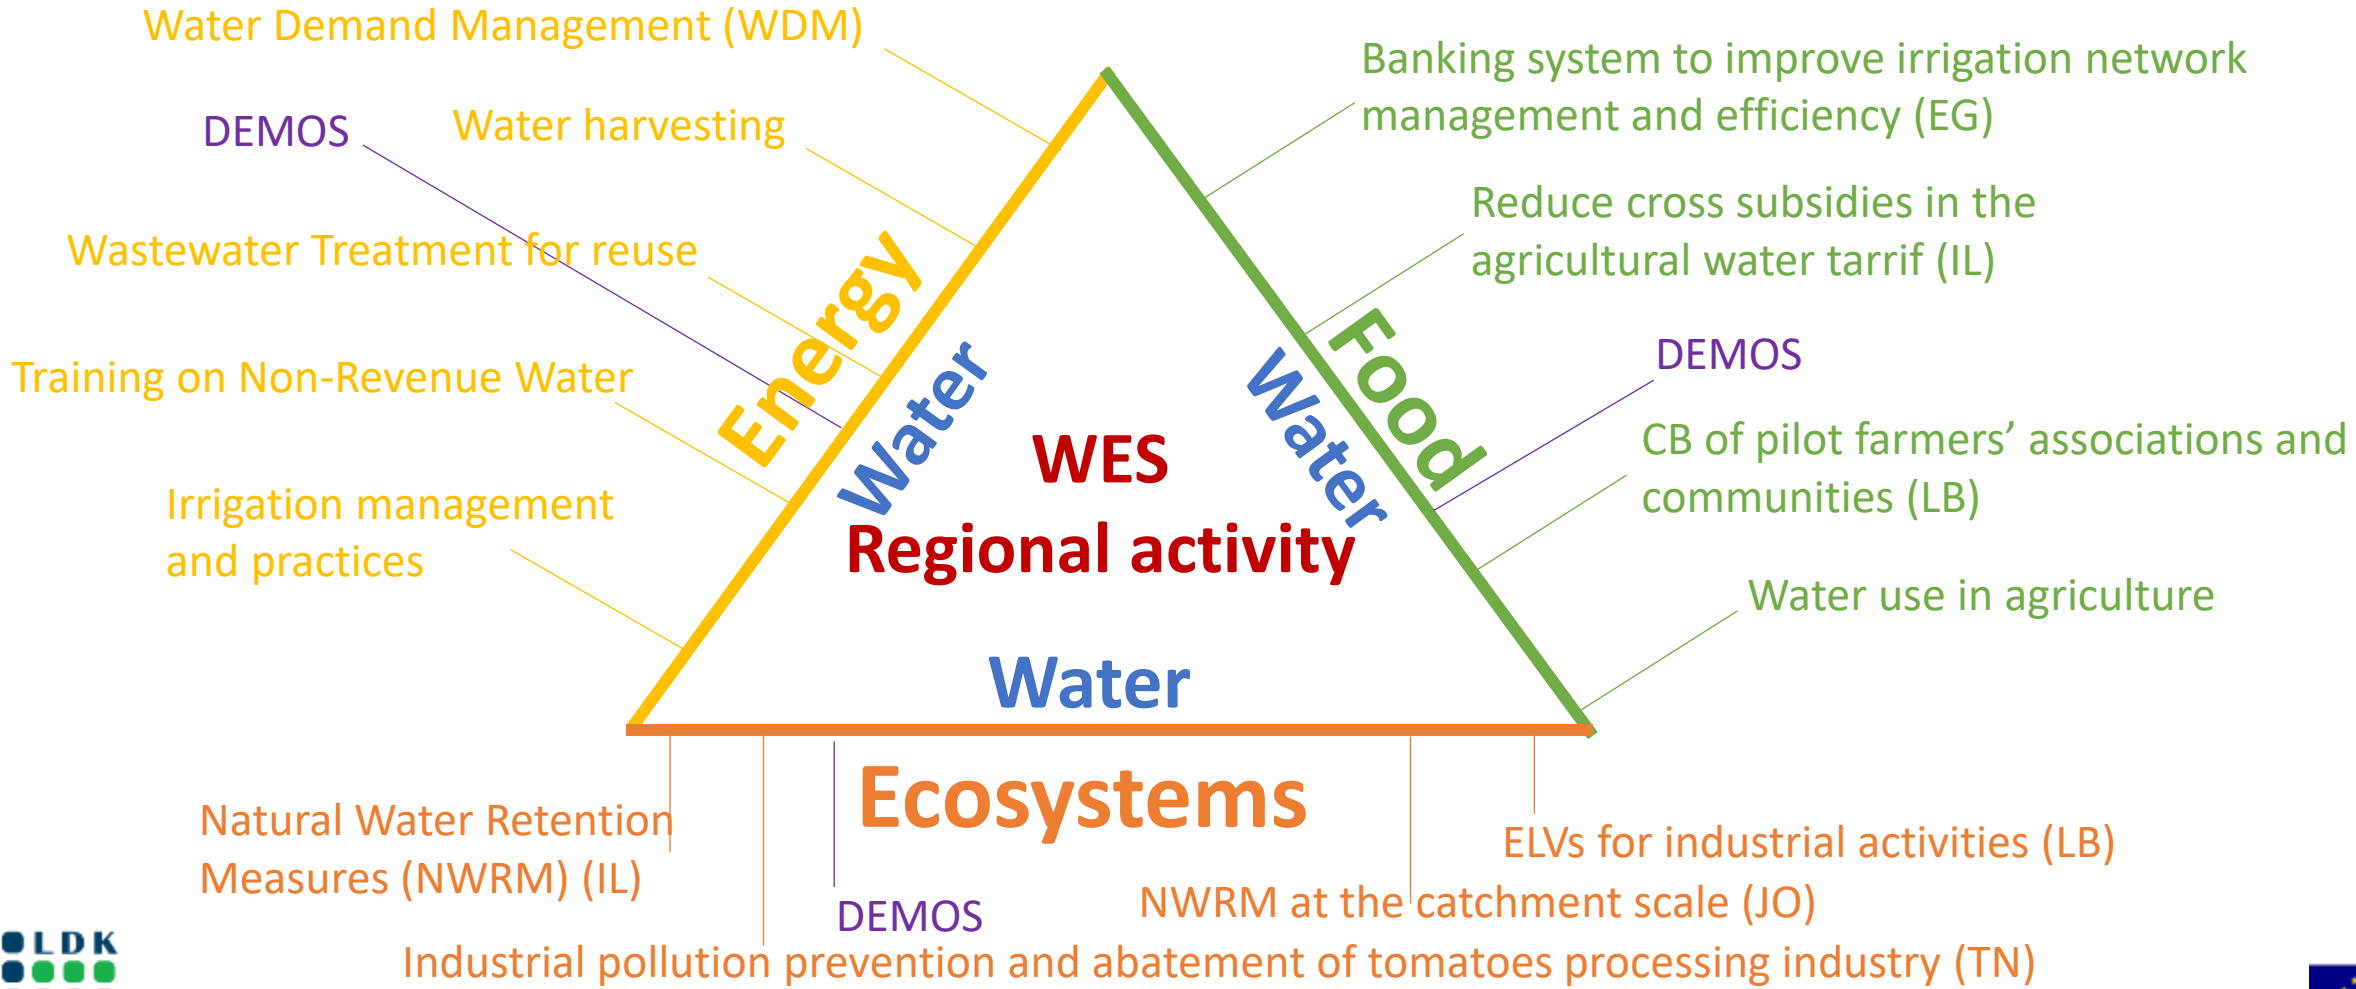 Water Demand Management (WDM)
DEMOS
Water harvesting
Wastewater Treatment for reuse
Training on Non-Revenue Water
Irrigation management
and practices
Energy
Water
Banking system to improve irrigation network
management and efficiency (EG)
Reduce cross subsidies in the
agricultural water tarrif (IL)
DEMOS
CB of pilot farmers’ associations and
communities (LB)
Water use in agriculture
Food
Water
WES
Regional activity
Water
Ecosystems
Natural Water Retention
Measures (NWRM) (IL)
DEMOS
ELVs for industrial activities (LB)
NWRM at the catchment scale (JO)
Industrial pollution prevention and abatement of tomatoes processing industry (TN)
LDK